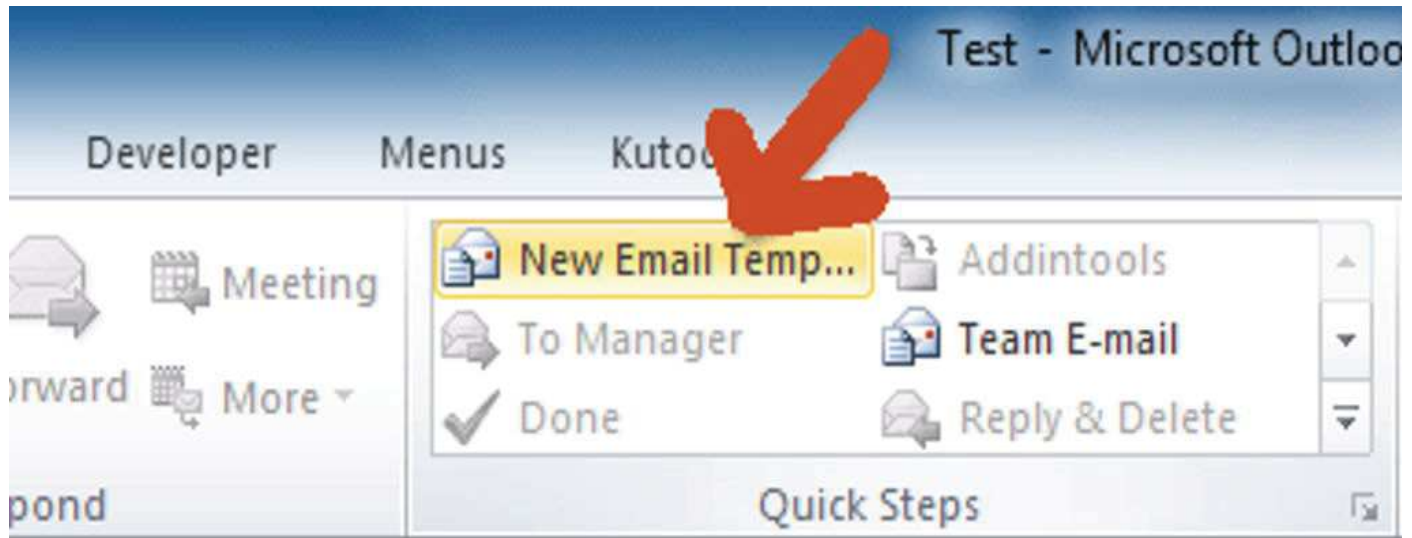 Test - Microsoft Outloo
Developer Menus Kutoo
New Email Temp... Addintools
Meeting
To Manager Team E-mail
orward More
Done Reply & Delete
pond Quick Steps